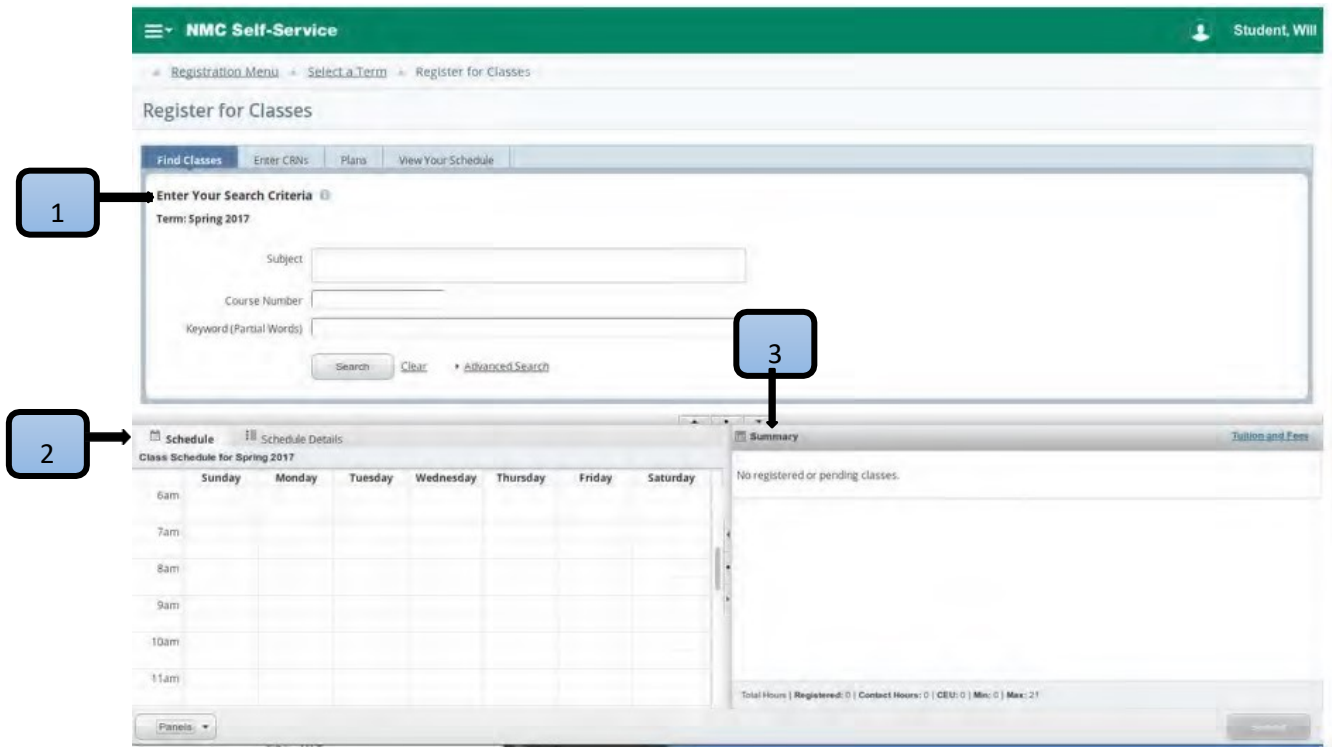 NMC Self-Service
Student, Will
Registration Menu Select a Term Register for Classes
Register for Classes
Find Classes Enter CRNs Plans View Your Schedule
1
Enter Your Search Criteria
Term: Spring 2017
Subject
Course Number
Keyword (Partial Words)
Search Clear Advanced Search
3
2
Schedule Schedule Details
Class Schedule for Spring 2017
Sunday Monday Tuesday Wednesday Thursday Friday Saturday
6am
7am
8am
9am
10am
11am
Summary Tuition and Fees
No registered or pending classes.
Total Hours | Registered: 0 | Contact Hours: 0 | CEU: 0 | Min: 0 | Max: 21
Panels